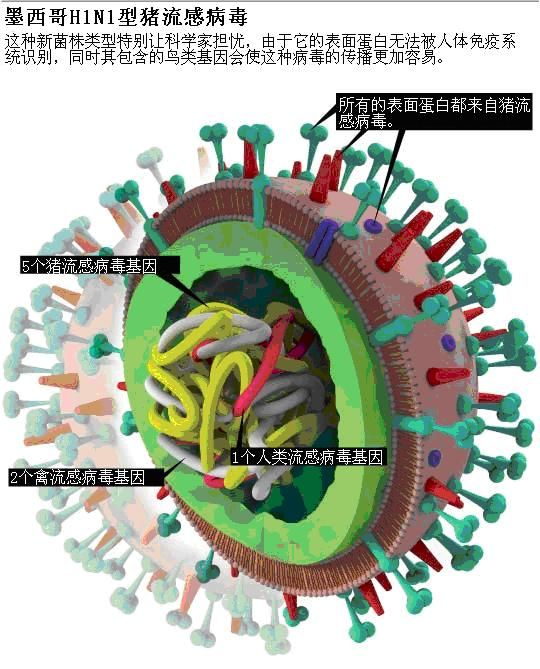 墨西哥H1N1型猪流感病毒
这种新菌株类型特别让科学家担忧，由于它的表面蛋白无法被人体免疫系
统识别，同时其包含的鸟类基因会使这种病毒的传播更加容易。
所有的表面蛋白都来自猪流
感病毒。
5个猪流感病毒基因
1个人类流感病毒基因
2个禽流感病毒基因